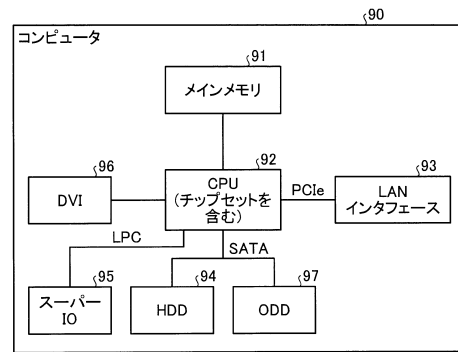 90
コンピュータ
91
メインメモリ
96
DVI
92
CPU
(チップセットを
含む)
PCIe
93
LAN
インタフェース
LPC
SATA
95
スーパー
IO
94
HDD
97
ODD